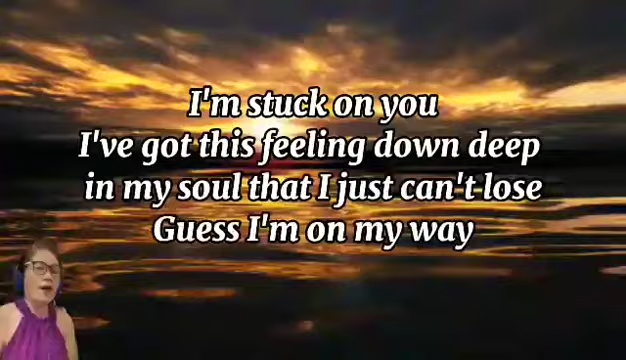 I'm stuck on you
I've got this feeling down deep
in my soul that I just can't lose
Guess I'm on my way